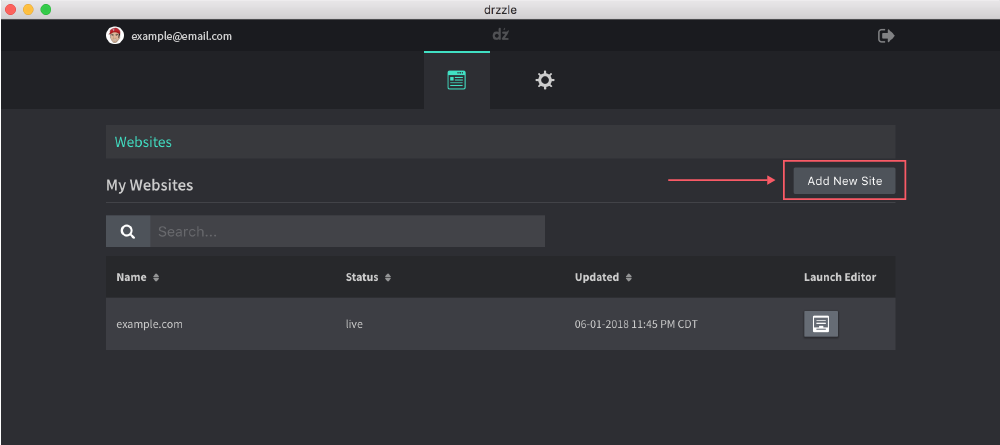 drzzle
example@email.com
dz
Websites
My Websites
Add New Site
Search...
Name Status Updated Launch Editor
example.com live 06-01-2018 11:45 PM CDT